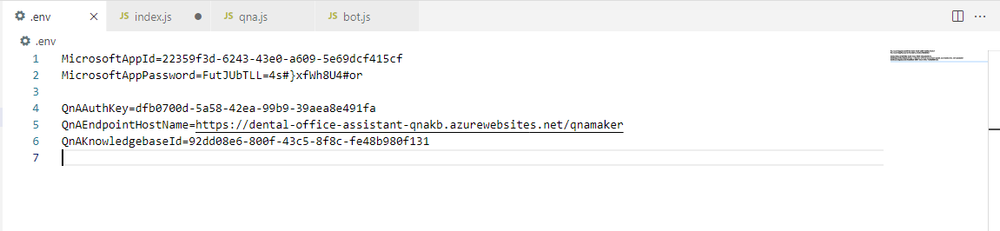 .env
JS index.js
JS qna.js
JS bot.js
.env
1 MicrosoftAppId=22359f3d-6243-43e0-a609-5e69dcf415cf
2 MicrosoftAppPassword=FutJUbTLL=4s#}xfWh8U4#or
3
4 QnAAuthKey=dfb0700d-5a58-42ea-99b9-39aea8e491fa
5 QnAEndpointHostName=https://dental-office-assistant-qnakb.azurewebsites.net/qnamaker
6 QnAKnowledgebaseId=92dd08e6-800f-43c5-8f8c-fe48b980f131
7